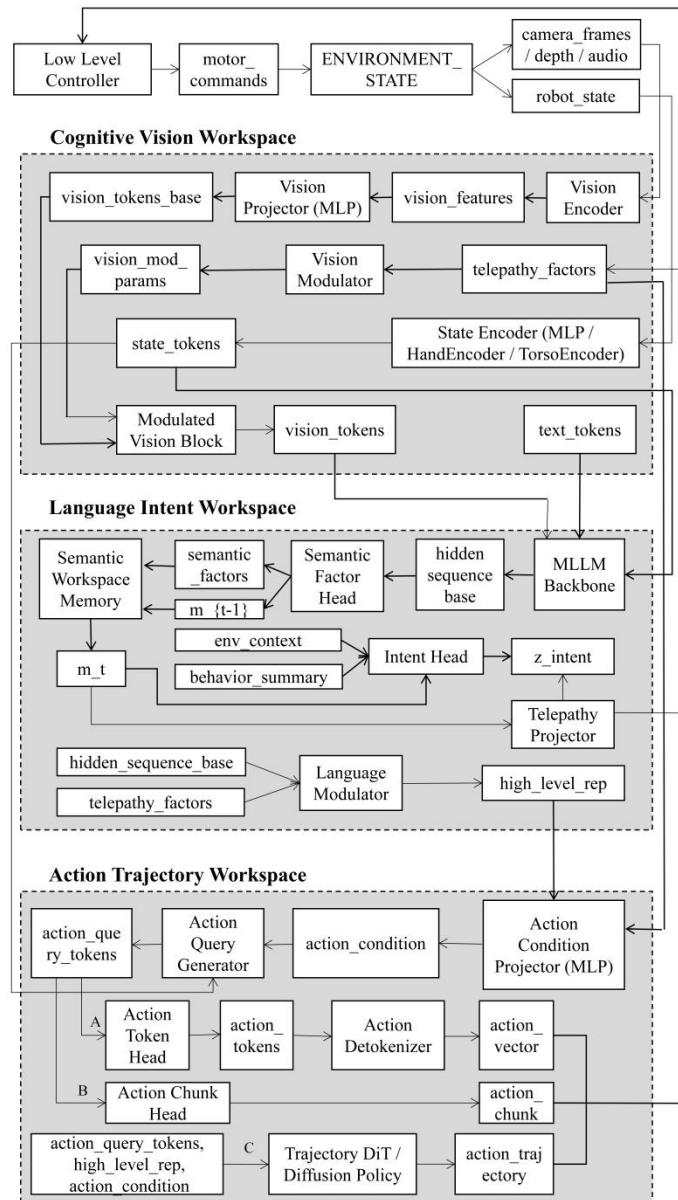 Low Level
Controller
motor_
commands
ENVIRONMENT_
STATE
camera_frames
/ depth / audio
robot_state
Cognitive Vision Workspace
vision_tokens_base
Vision
Projector (MLP)
vision_features
Vision
Encoder
vision_mod_
params
Vision
Modulator
telepathy_factors
state_tokens
State Encoder (MLP /
HandEncoder / TorsoEncoder)
Modulated
Vision Block
vision_tokens
text_tokens
Language Intent Workspace
Semantic
Workspace
Memory
semantic
_factors
m_{t-1}
Semantic
Factor
Head
hidden
sequence
base
MLLM
Backbone
env_context
behavior_summary
Intent Head
z_intent
m_t
Telepathy
Projector
hidden_sequence_base
telepathy_factors
Language
Modulator
high_level_rep
Action Trajectory Workspace
action_que
ry_tokens
Action
Query
Generator
action_condition
Action
Condition
Projector (MLP)
A
Action
Token
Head
action_
tokens
Action
Detokenizer
action_
vector
B
Action Chunk
Head
action_
chunk
action_query_tokens,
high_level_rep,
action_condition
C
Trajectory DiT /
Diffusion Policy
action_traj
ectory